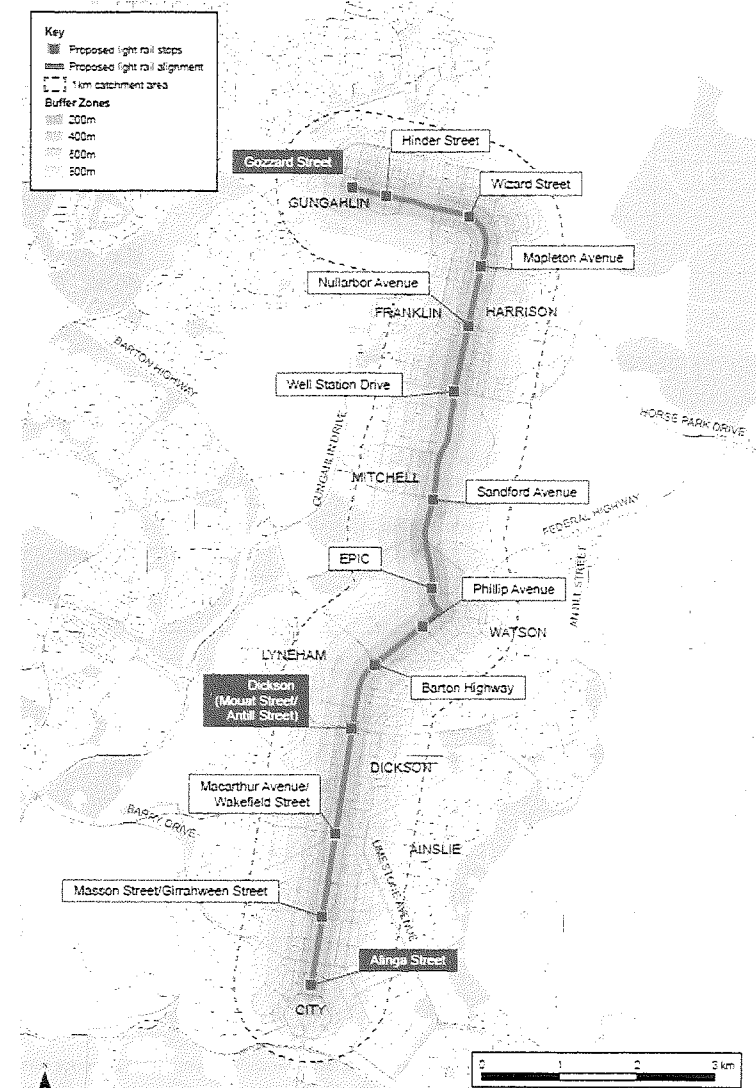 Key
Proposed light rail stops
Proposed light rail alignment
1km catchment area
Buffer Zones
200m
400m
600m
800m
Hinder Street
Gozzard Street
Wizard Street
GUNGAHLIN
Mapleton Avenue
Nullarbor Avenue
FRANKLIN
HARRISON
BARTON HIGHWAY
Well Station Drive
HORSE PARK DRIVE
GUNGAHLIN DRIVE
MITCHELL
Sandford Avenue
FEDERAL HIGHWAY
EPIC
ANTILL STREET
Phillip Avenue
WATSON
LYNEHAM
Barton Highway
Dickson
(Mouat Street/
Antill Street)
DICKSON
Macarthur Avenue/
Wakefield Street
BARRY DRIVE
AINSLIE
LIMESTONE AVENUE
Masson Street/Girrahween Street
Alinga Street
CITY
N
0 1 2 3 km